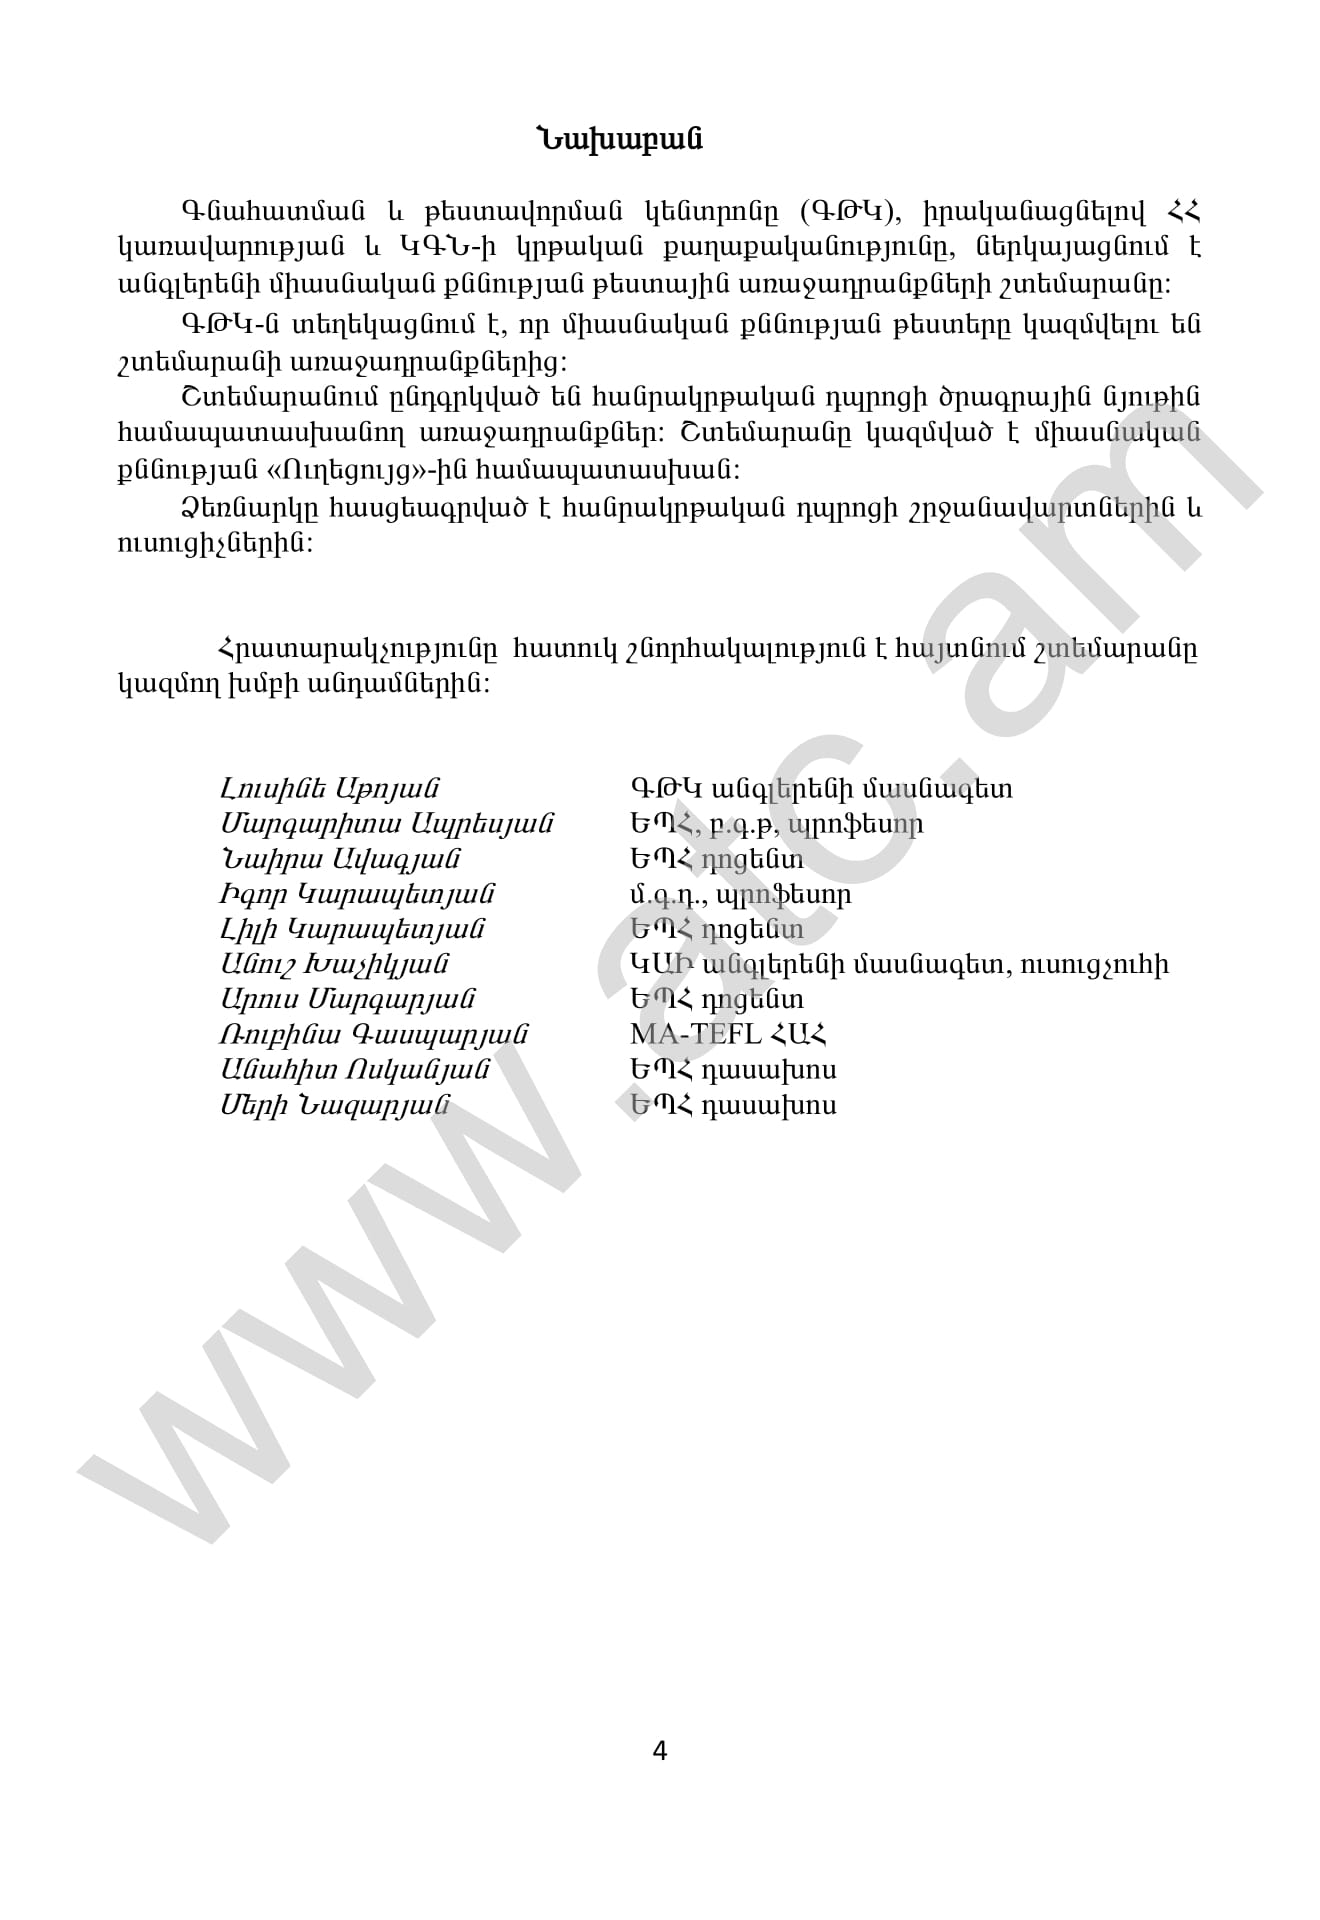 Նախաբան
Գնահատման և թեստավորման կենտրոնը (ԳԹԿ), իրականացնելով ՀՀ
կառավարության և ԿԳՆ-ի կրթական քաղաքականությունը, ներկայացնում է
անգլերենի միասնական քննության թեստային առաջադրանքների շտեմարանը:
ԳԹԿ-ն տեղեկացնում է, որ միասնական քննության թեստերը կազմվելու են
շտեմարանի առաջադրանքներից:
Շտեմարանում ընդգրկված են հանրակրթական դպրոցի ծրագրային նյութին
համապատասխանող առաջադրանքներ: Շտեմարանը կազմված է միասնական
քննության «Ուղեցույց»-ին համապատասխան:
Ձեռնարկը հասցեագրված է հանրակրթական դպրոցի շրջանավարտներին և
ուսուցիչներին:
Հրատարակչությունը հատուկ շնորհակալություն է հայտնում շտեմարանը
կազմող խմբի անդամներին:
Լուսինե Աթոյան ԳԹԿ անգլերենի մասնագետ
Մարգարիտա Ապրեսյան ԵՊՀ, բ.գ.թ, պրոֆեսոր
Նաիրա Ավագյան ԵՊՀ դոցենտ
Իգոր Կարապետյան մ.գ.դ., պրոֆեսոր
Լիլի Կարապետյան ԵՊՀ դոցենտ
Անուշ Խաչիկյան ԿԱԻ անգլերենի մասնագետ, ուսուցչուհի
Արուս Մարգարյան ԵՊՀ դոցենտ
Ռուբինա Գասպարյան MA-TEFL ՀԱՀ
Անահիտ Ոսկանյան ԵՊՀ դասախոս
Մերի Նազարյան ԵՊՀ դասախոս
www.atc.am
4